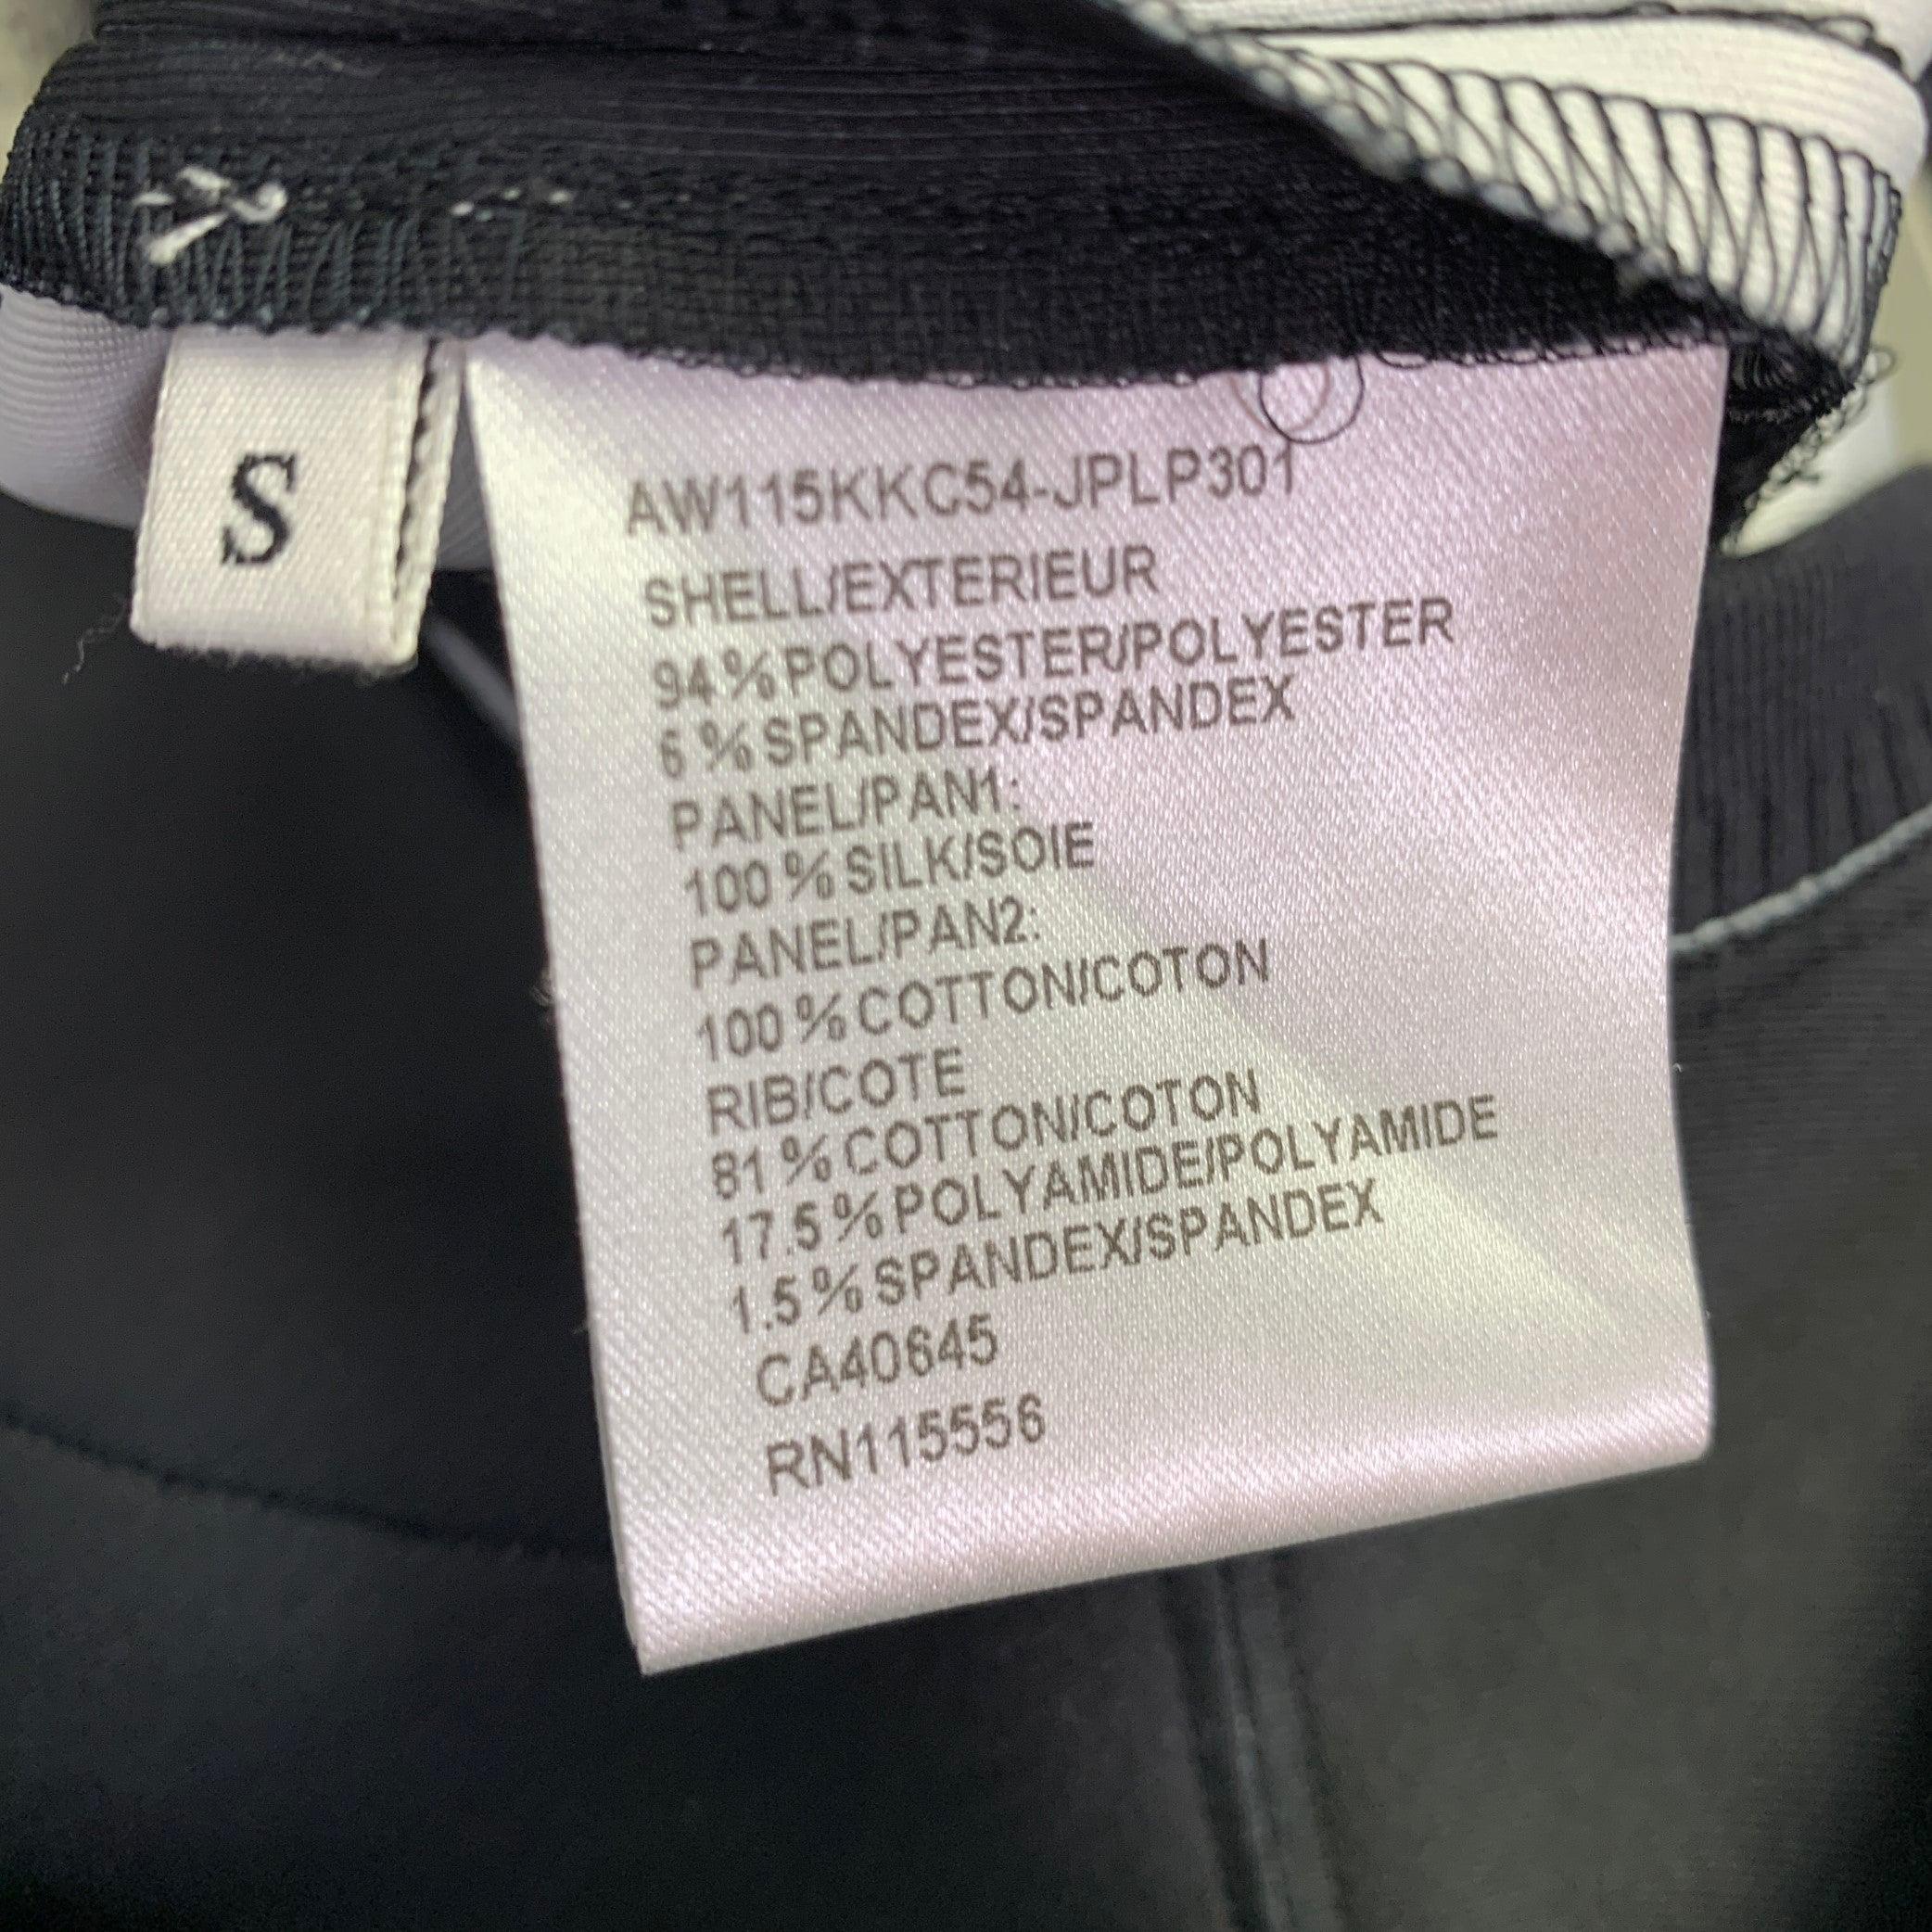 S
AW115KKC54-JPLP301
SHELL/EXTERIEUR
94%POLYESTER/POLYESTER
6%SPANDEX/SPANDEX
PANEL/PAN1:
100%SILK/SOIE
PANEL/PAN2:
100%COTTON/COTON
RIB/COTE
81%COTTON/COTON
17.5%POLYAMIDE/POLYAMIDE
1.5%SPANDEX/SPANDEX
CA40645
RN115556